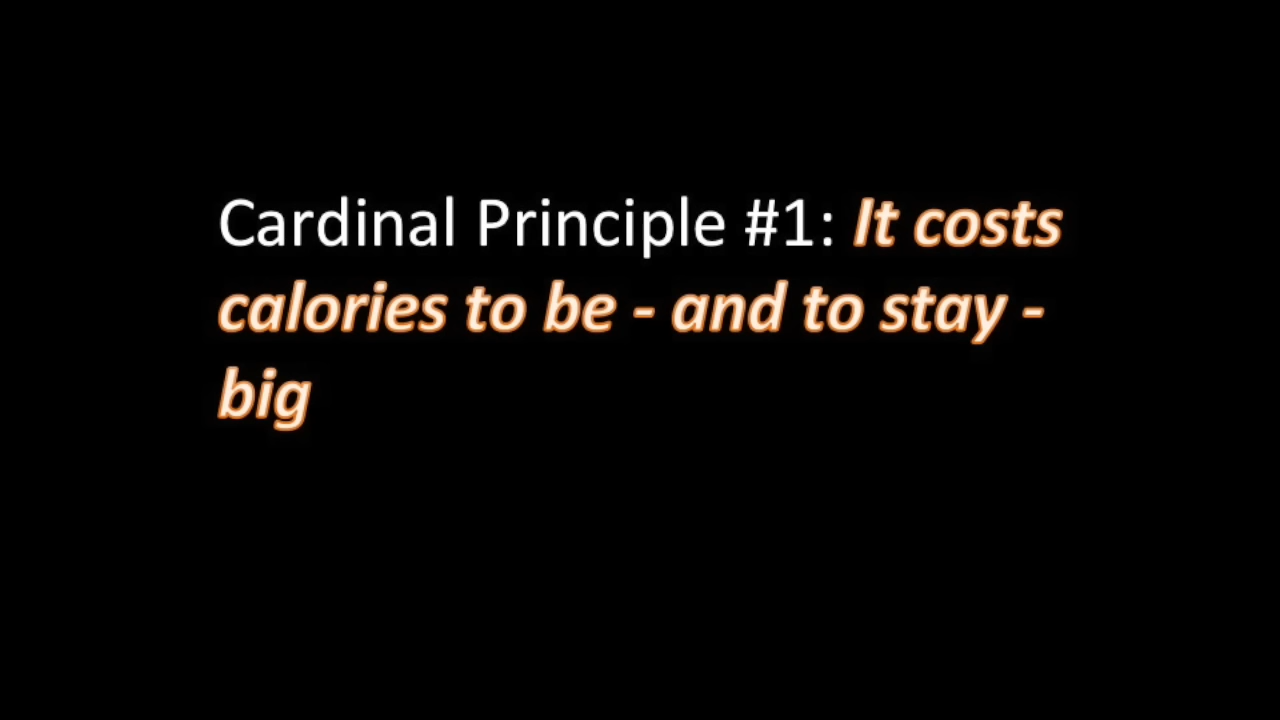 Cardinal Principle #1: It costs
calories to be - and to stay -
big